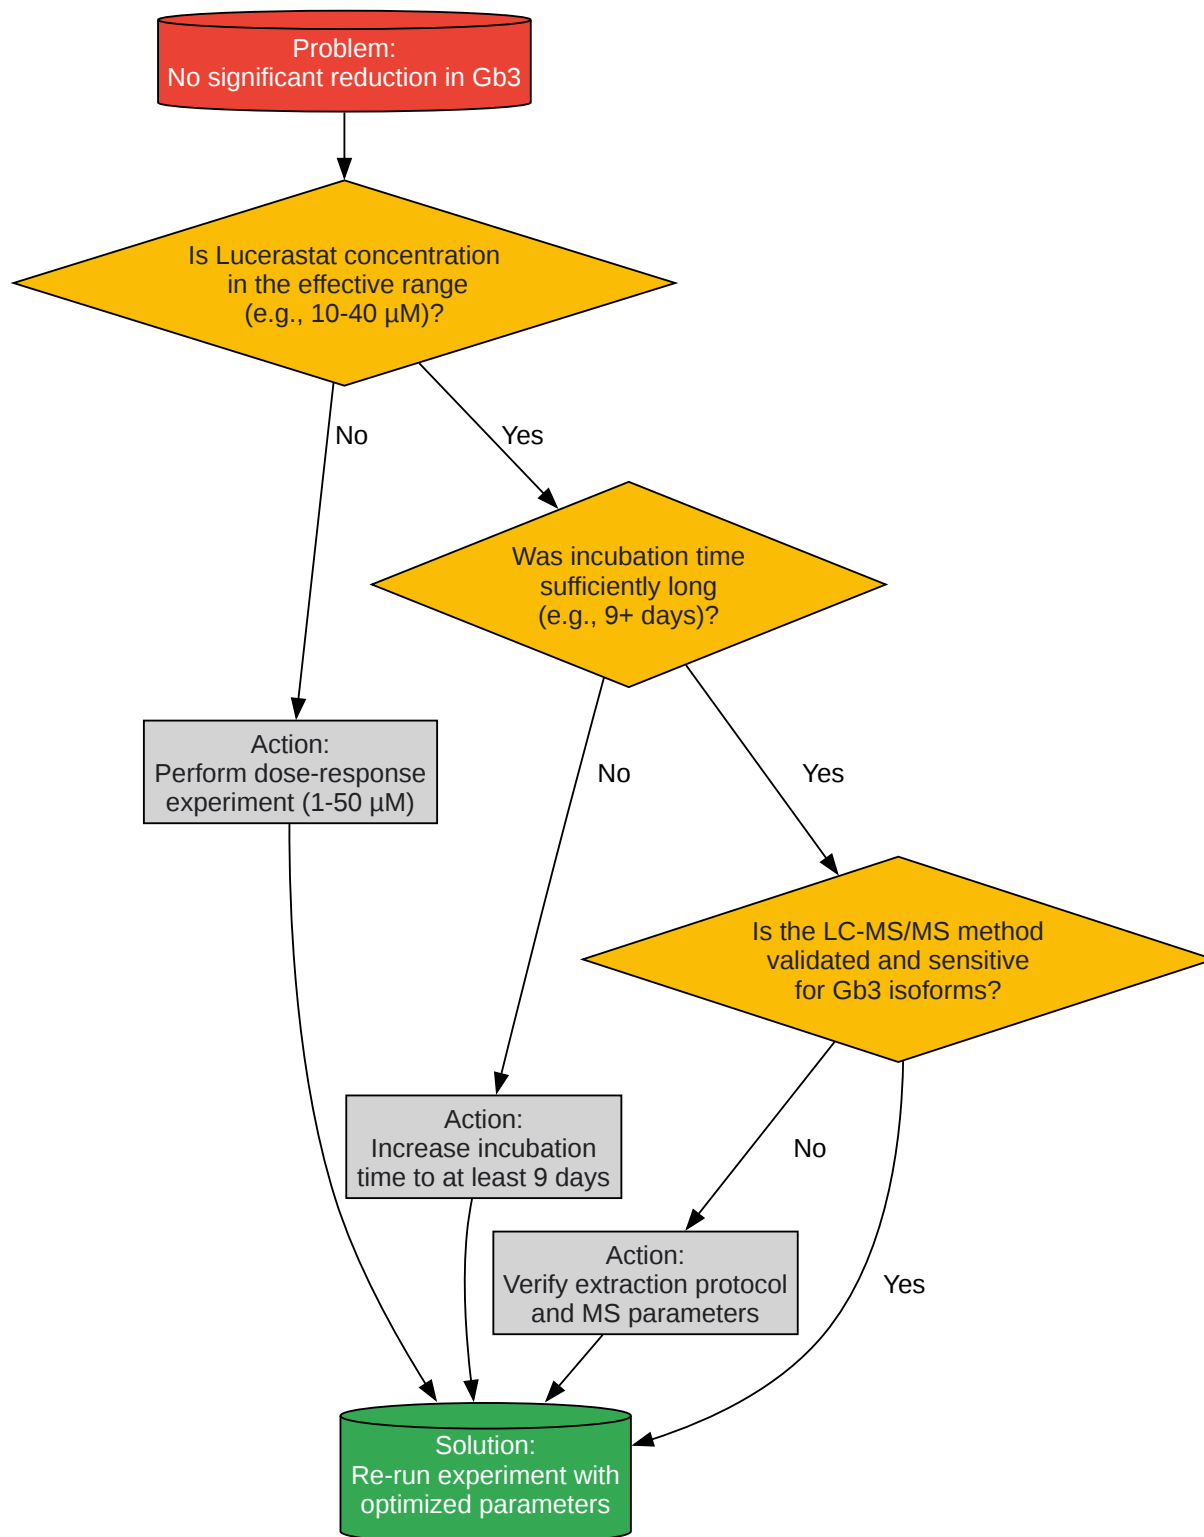 Problem:
No significant reduction in Gb3
Is Lucerastat concentration
in the effective range
(e.g., 10-40 µM)?
No
Yes
Was incubation time
sufficiently long
(e.g., 9+ days)?
Action:
Perform dose-response
experiment (1-50 µM)
No
Yes
Is the LC-MS/MS method
validated and sensitive
for Gb3 isoforms?
Action:
Increase incubation
time to at least 9 days
No
Action:
Verify extraction protocol
and MS parameters
Yes
Solution:
Re-run experiment with
optimized parameters